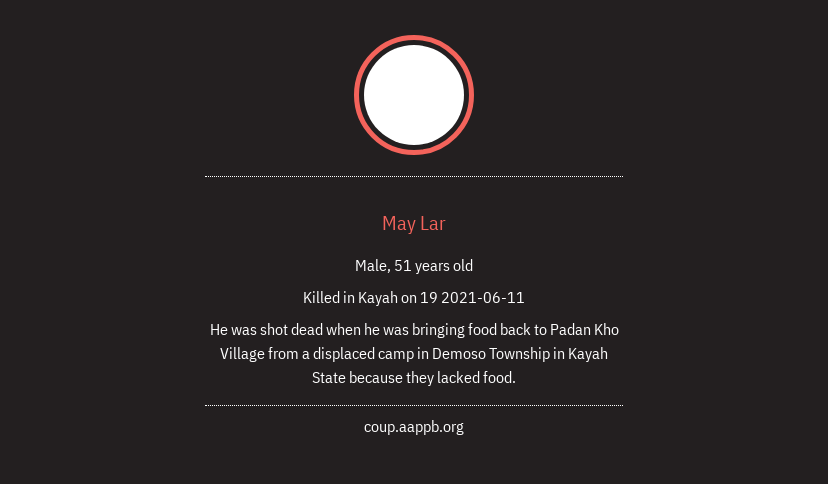 May Lar
Male, 51 years old
Killed in Kayah on 19 2021-06-11
He was shot dead when he was bringing food back to Padan Kho
Village from a displaced camp in Demoso Township in Kayah
State because they lacked food.
coup.aappb.org